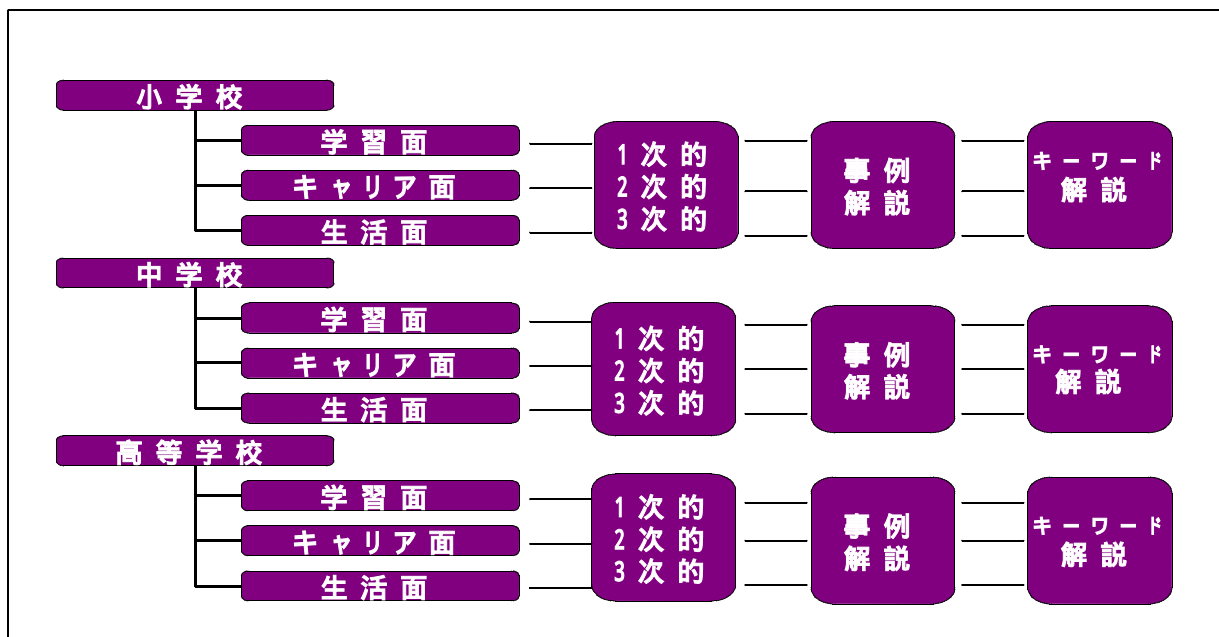 小学校
学習面
キャリア面
生活面
1次的
2次的
3次的
事例
解説
キーワード
解説
中学校
学習面
キャリア面
生活面
1次的
2次的
3次的
事例
解説
キーワード
解説
高等学校
学習面
キャリア面
生活面
1次的
2次的
3次的
事例
解説
キーワード
解説